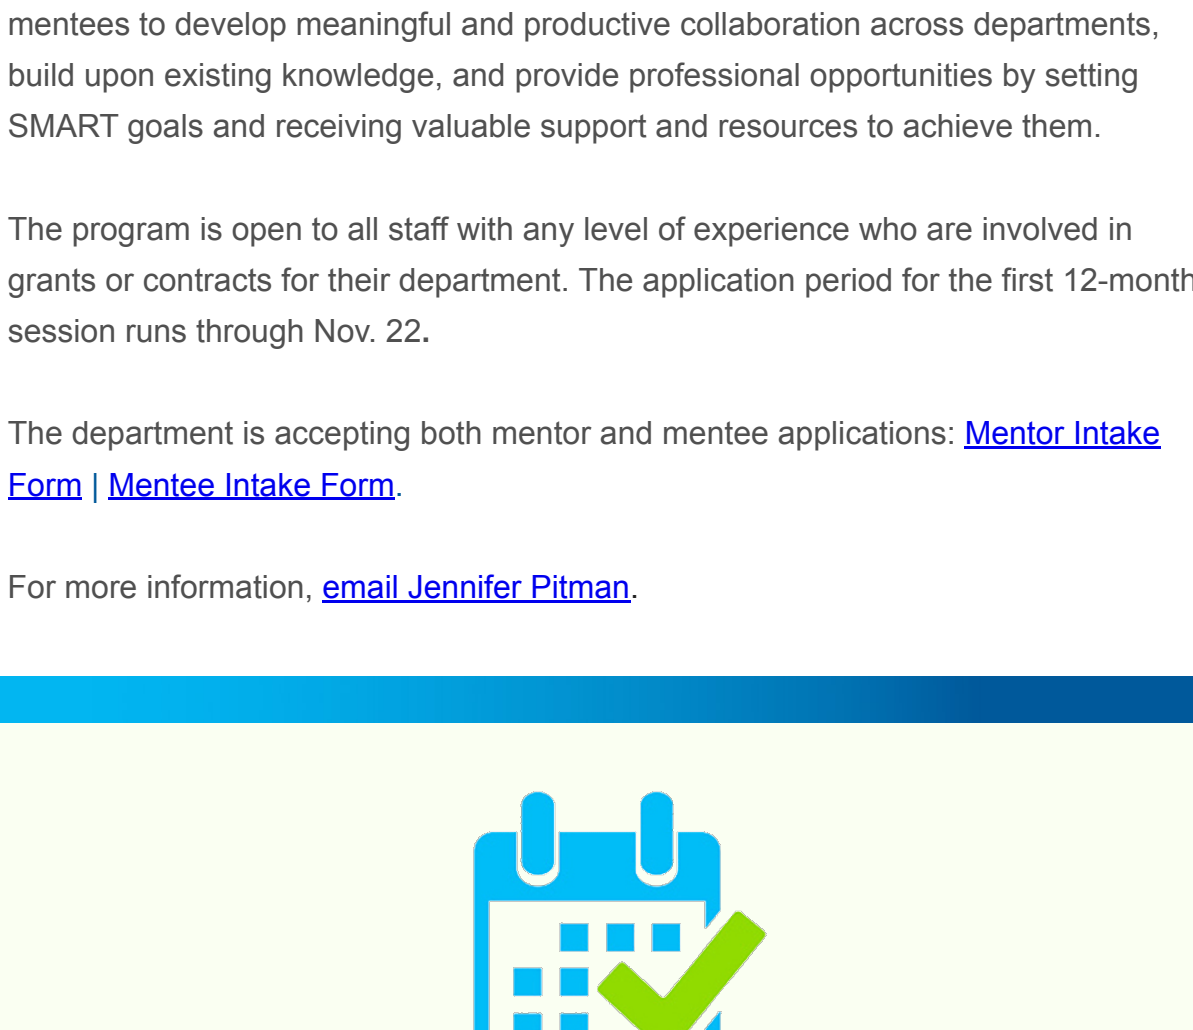 mentees to develop meaningful and productive collaboration across departments,
build upon existing knowledge, and provide professional opportunities by setting
SMART goals and receiving valuable support and resources to achieve them.
The program is open to all staff with any level of experience who are involved in
grants or contracts for their department. The application period for the first 12-month
session runs through Nov. 22.
The department is accepting both mentor and mentee applications: Mentor Intake
Form | Mentee Intake Form.
For more information, email Jennifer Pitman.